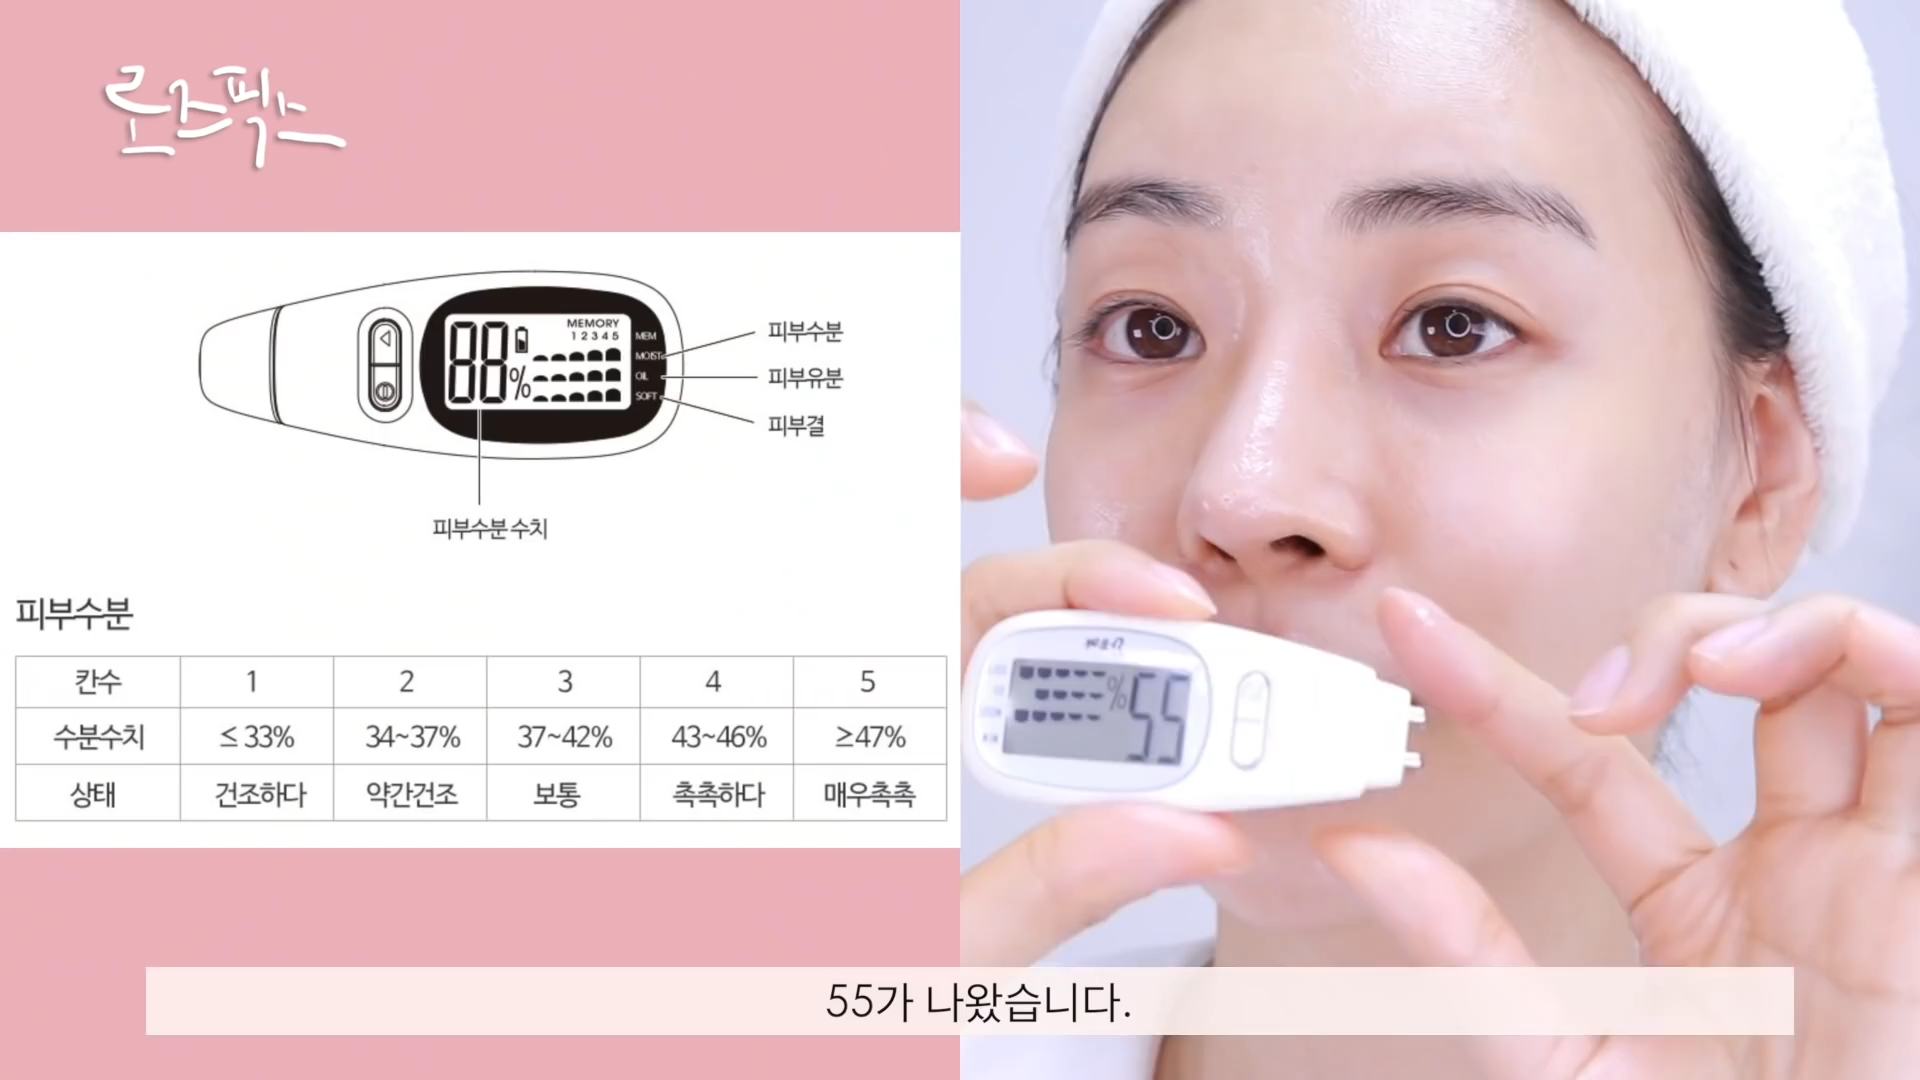 로즈픽스
MEMORY
1 2 3 4 5
88%
MEM
MOIST
OIL
SOFT
피부수분
피부유분
피부결
피부수분 수치
피부수분
칸수 1 2 3 4 5
수분수치 ≤ 33% 34~37% 37~42% 43~46% ≥47%
상태 건조하다 약간건조 보통 촉촉하다 매우촉촉
%55
55가 나왔습니다.